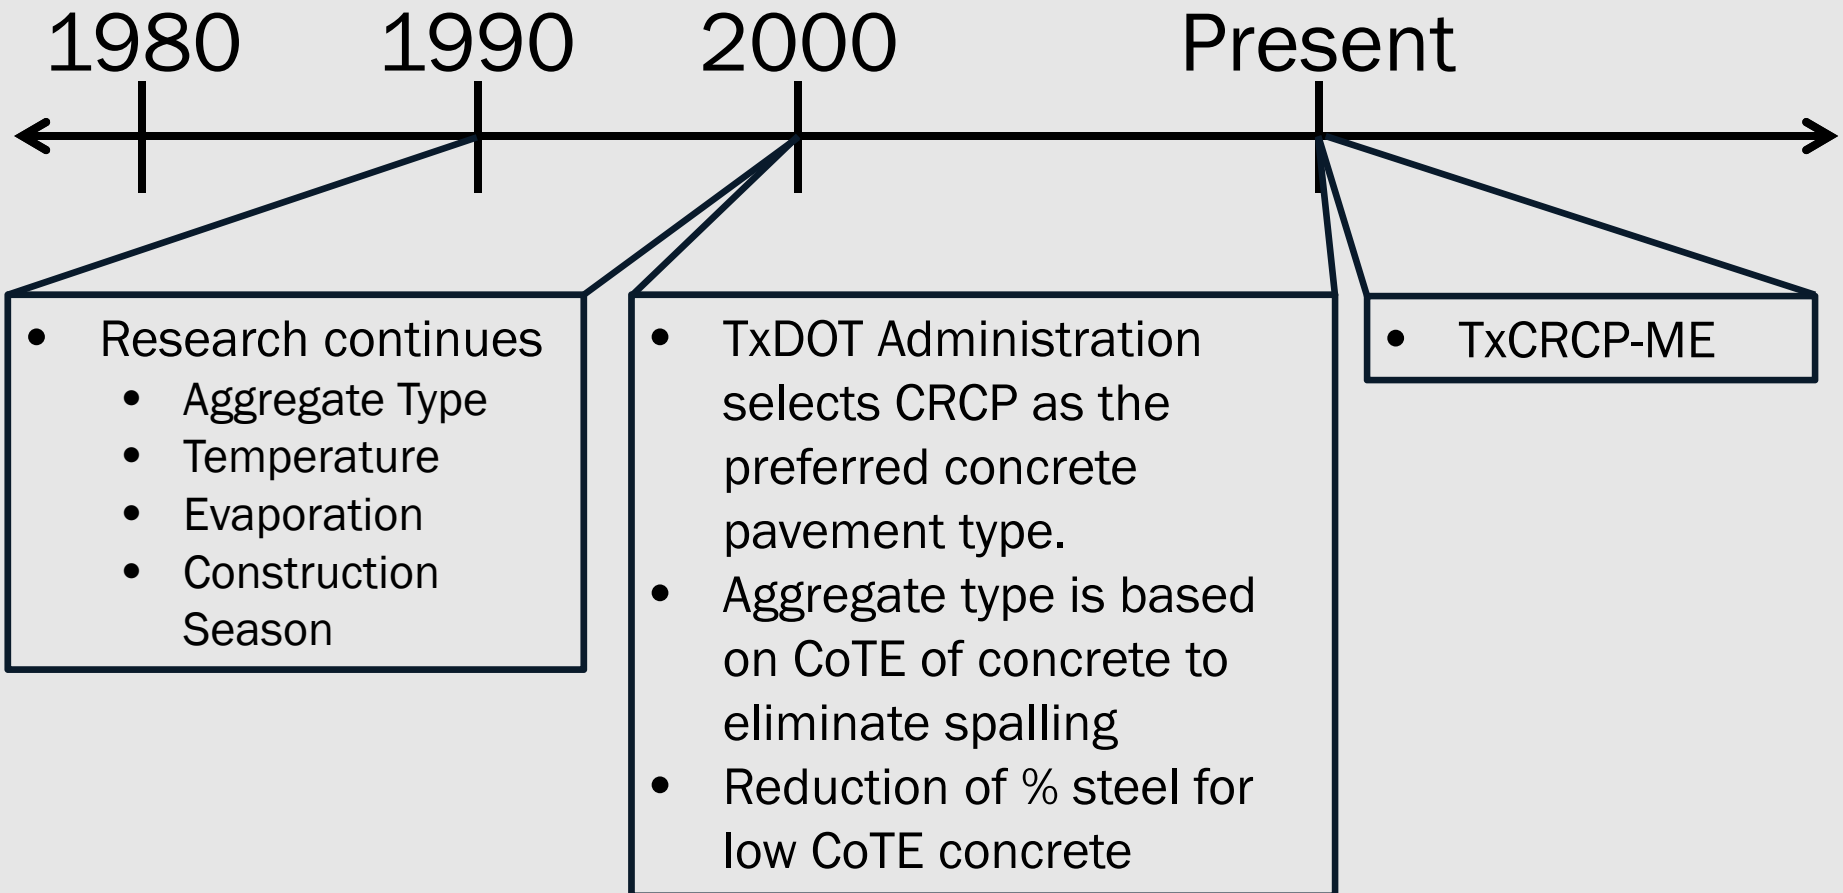 1980 1990 2000 Present
• Research continues
• Aggregate Type
• Temperature
• Evaporation
• Construction
Season
• TxDOT Administration
selects CRCP as the
preferred concrete
pavement type.
• Aggregate type is based
on CoTE of concrete to
eliminate spalling
• Reduction of % steel for
low CoTE concrete
• TxCRCP-ME